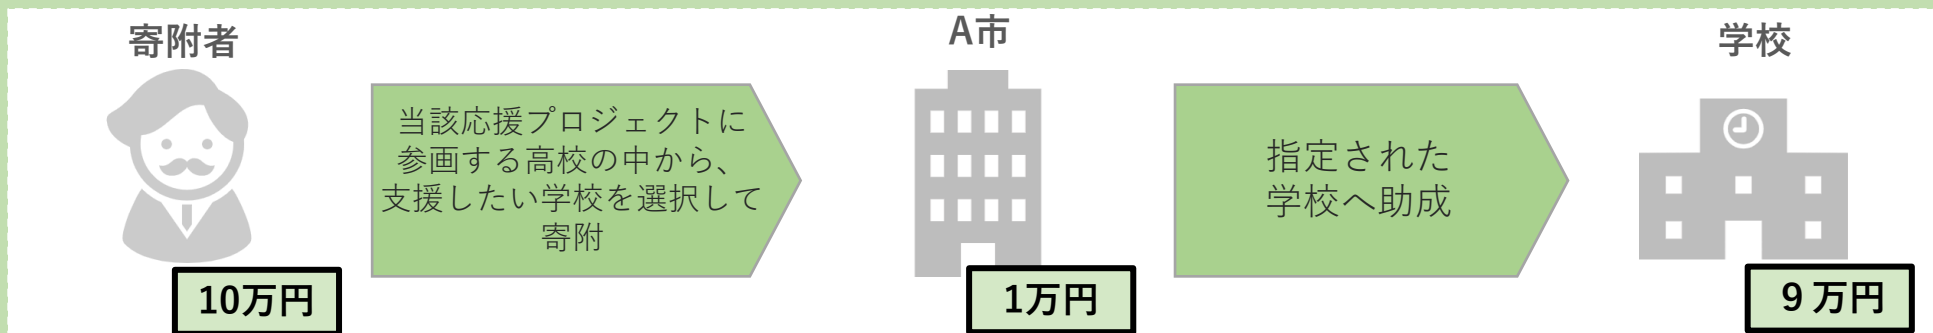 寄附者
A市
学校
当該応援プロジェクトに
参画する高校の中から、
支援したい学校を選択して
寄附
指定された
学校へ助成
10万円
1万円
９万円